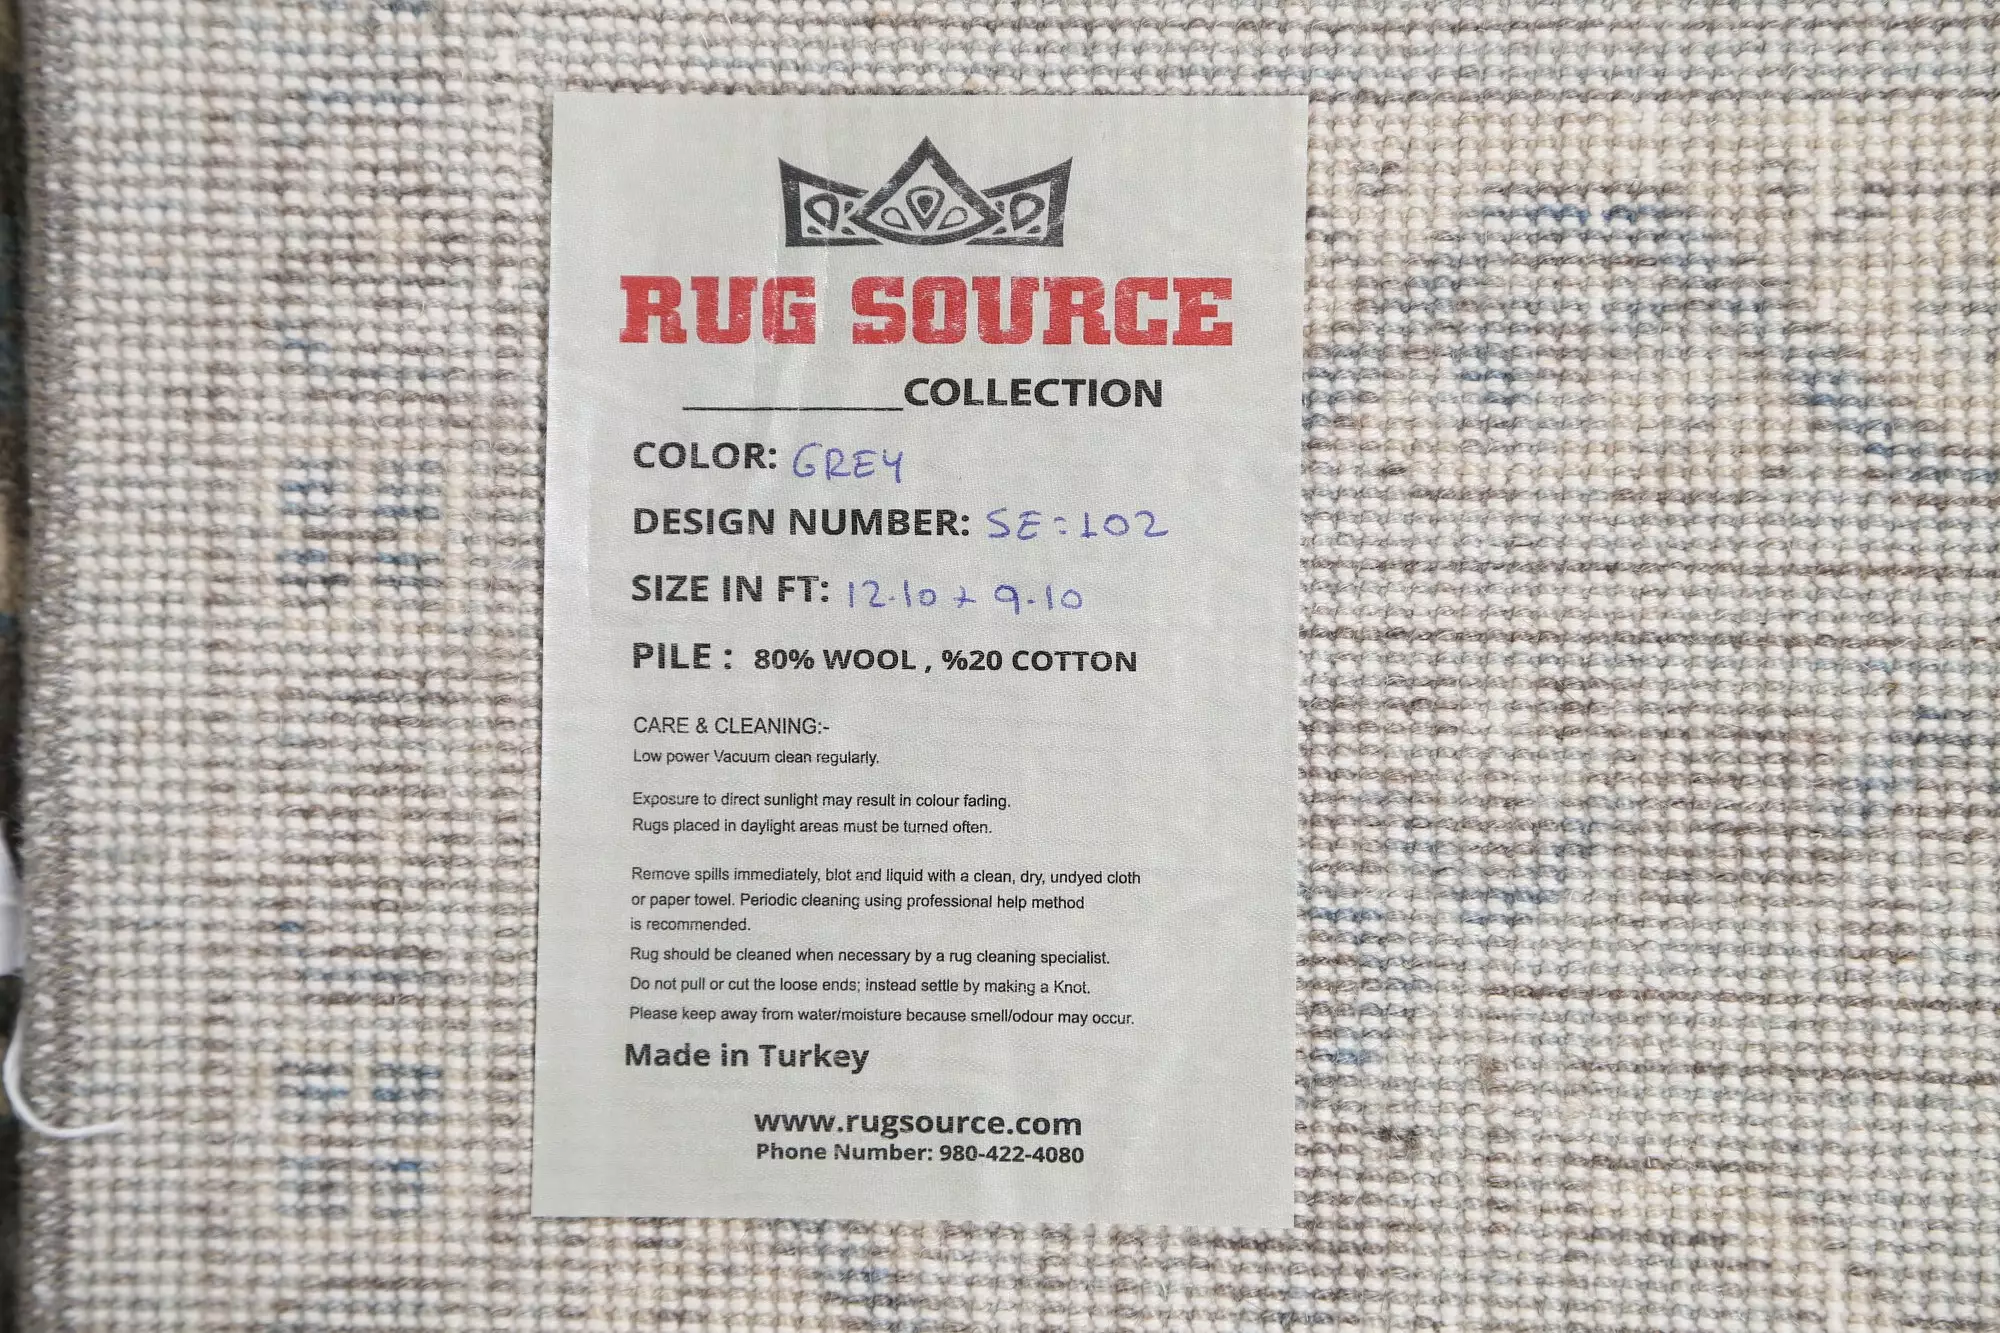 RUG SOURCE
__________COLLECTION
COLOR: GREY
DESIGN NUMBER: SE=102
SIZE IN FT: 12.10 x 9.10
PILE : 80% WOOL , %20 COTTON
CARE & CLEANING:-
Low power Vacuum clean regularly.
Exposure to direct sunlight may result in colour fading.
Rugs placed in daylight areas must be turned often.
Remove spills immediately, blot and liquid with a clean, dry, undyed cloth
or paper towel. Periodic cleaning using professional help method
is recommended.
Rug should be cleaned when necessary by a rug cleaning specialist.
Do not pull or cut the loose ends; instead settle by making a Knot.
Please keep away from water/moisture because smell/odour may occur.
Made in Turkey
www.rugsource.com
Phone Number: 980-422-4080